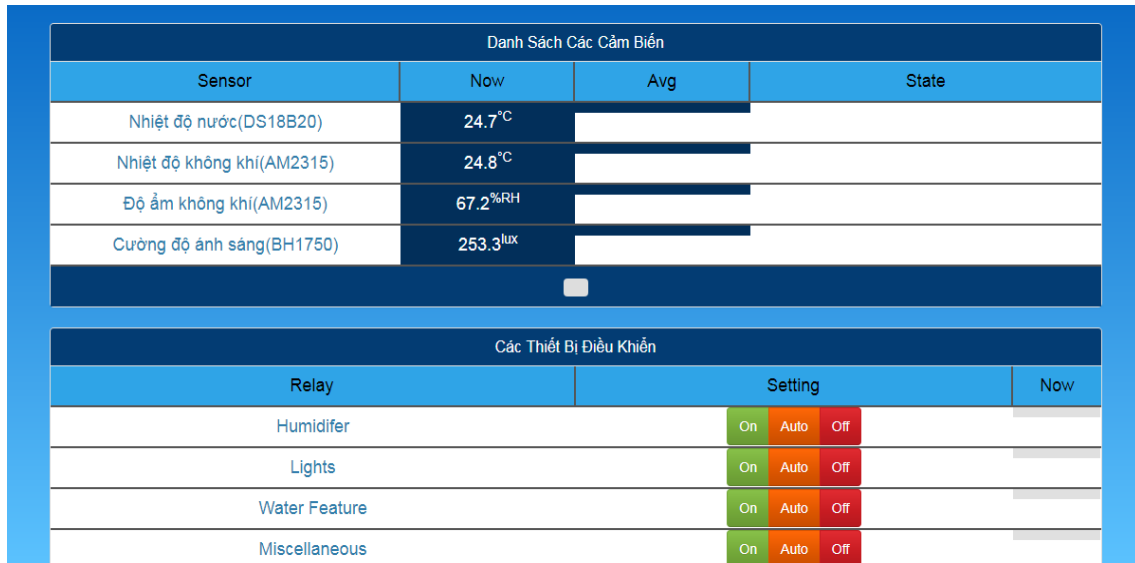 Danh Sách Các Cảm Biến
Sensor Now Avg State
Nhiệt độ nước(DS18B20) 24.7°C
Nhiệt độ không khí(AM2315) 24.8°C
Độ ẩm không khí(AM2315) 67.2%RH
Cường độ ánh sáng(BH1750) 253.3lux
Các Thiết Bị Điều Khiển
Relay Setting Now
Humidifer On Auto Off
Lights On Auto Off
Water Feature On Auto Off
Miscellaneous On Auto Off